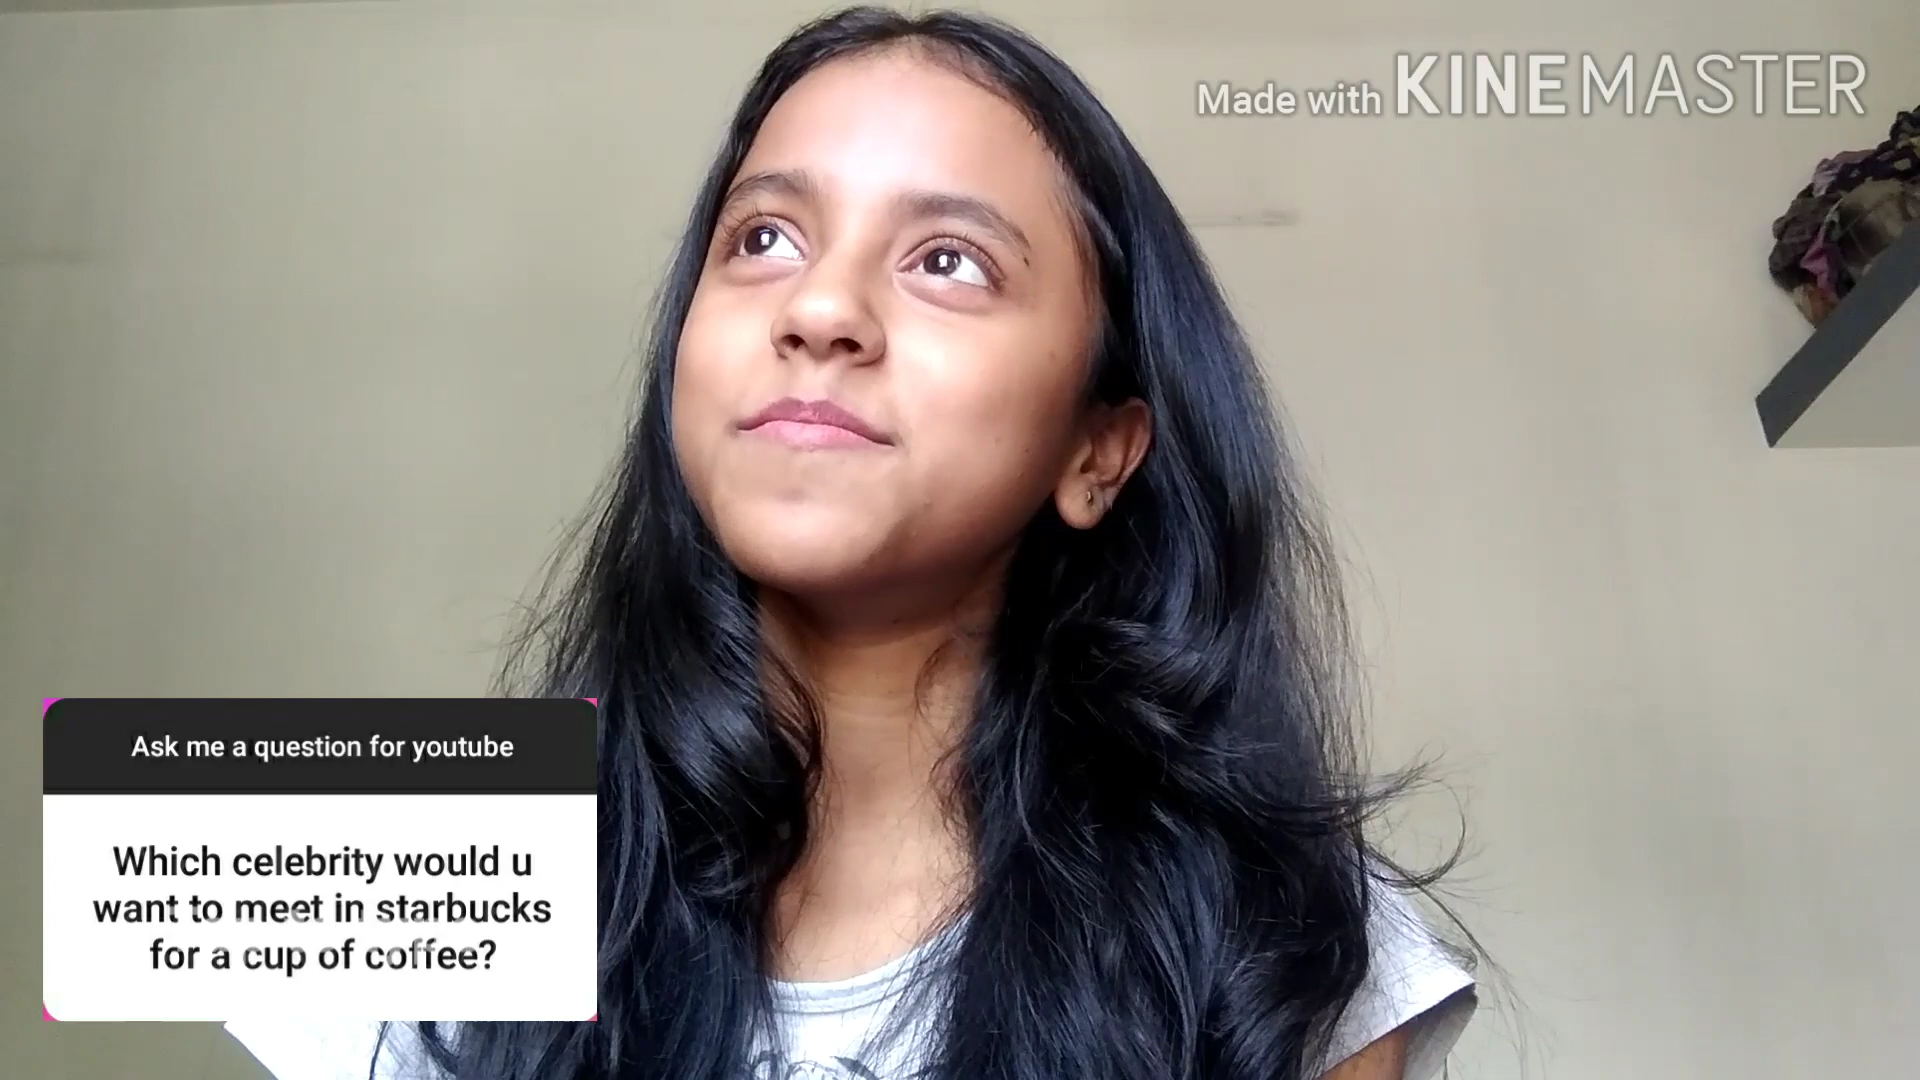 Made with KINEMASTER
Ask me a question for youtube
Which celebrity would u
want to meet in starbucks
for a cup of coffee?